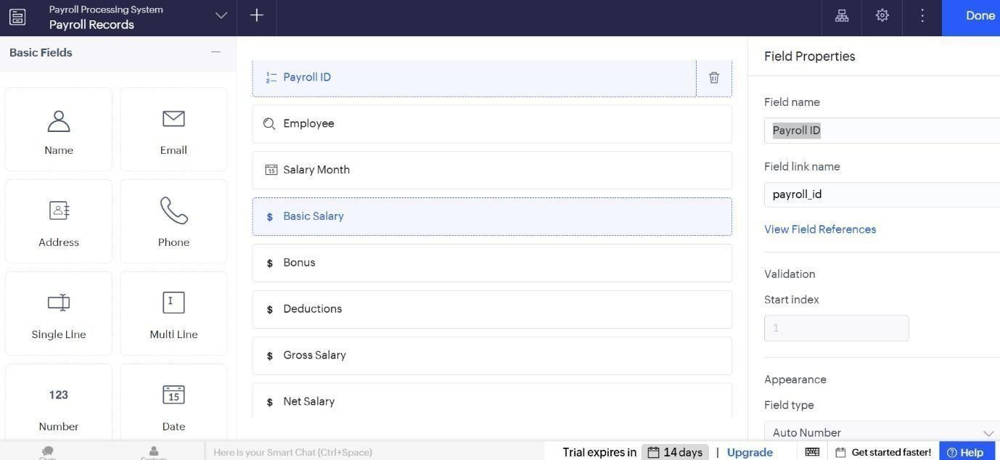 Payroll Processing System
Payroll Records
Done
Basic Fields
Name
Email
Address
Phone
Single Line
Multi Line
123
Number
15
Date
Payroll ID
Employee
15
Salary Month
$ Basic Salary
$ Bonus
$ Deductions
$ Gross Salary
$ Net Salary
Field Properties
Field name
Payroll ID
Field link name
payroll_id
View Field References
Validation
Start index
1
Appearance
Field type
Auto Number
Chats
Contacts
Here is your Smart Chat (Ctrl+Space)
Trial expires in 14 days | Upgrade
Get started faster!
Help